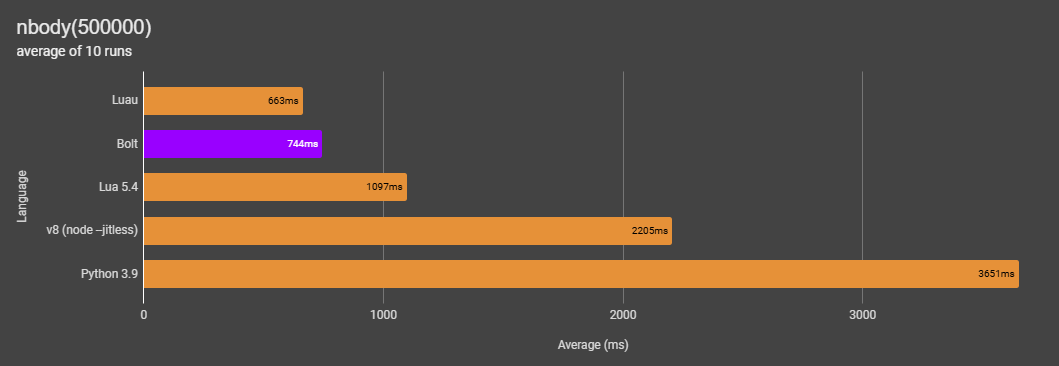 nbody(500000)
average of 10 runs
Language
Luau 663ms
Bolt 744ms
Lua 5.4 1097ms
v8 (node –jitless) 2205ms
Python 3.9 3651ms
0 1000 2000 3000
Average (ms)